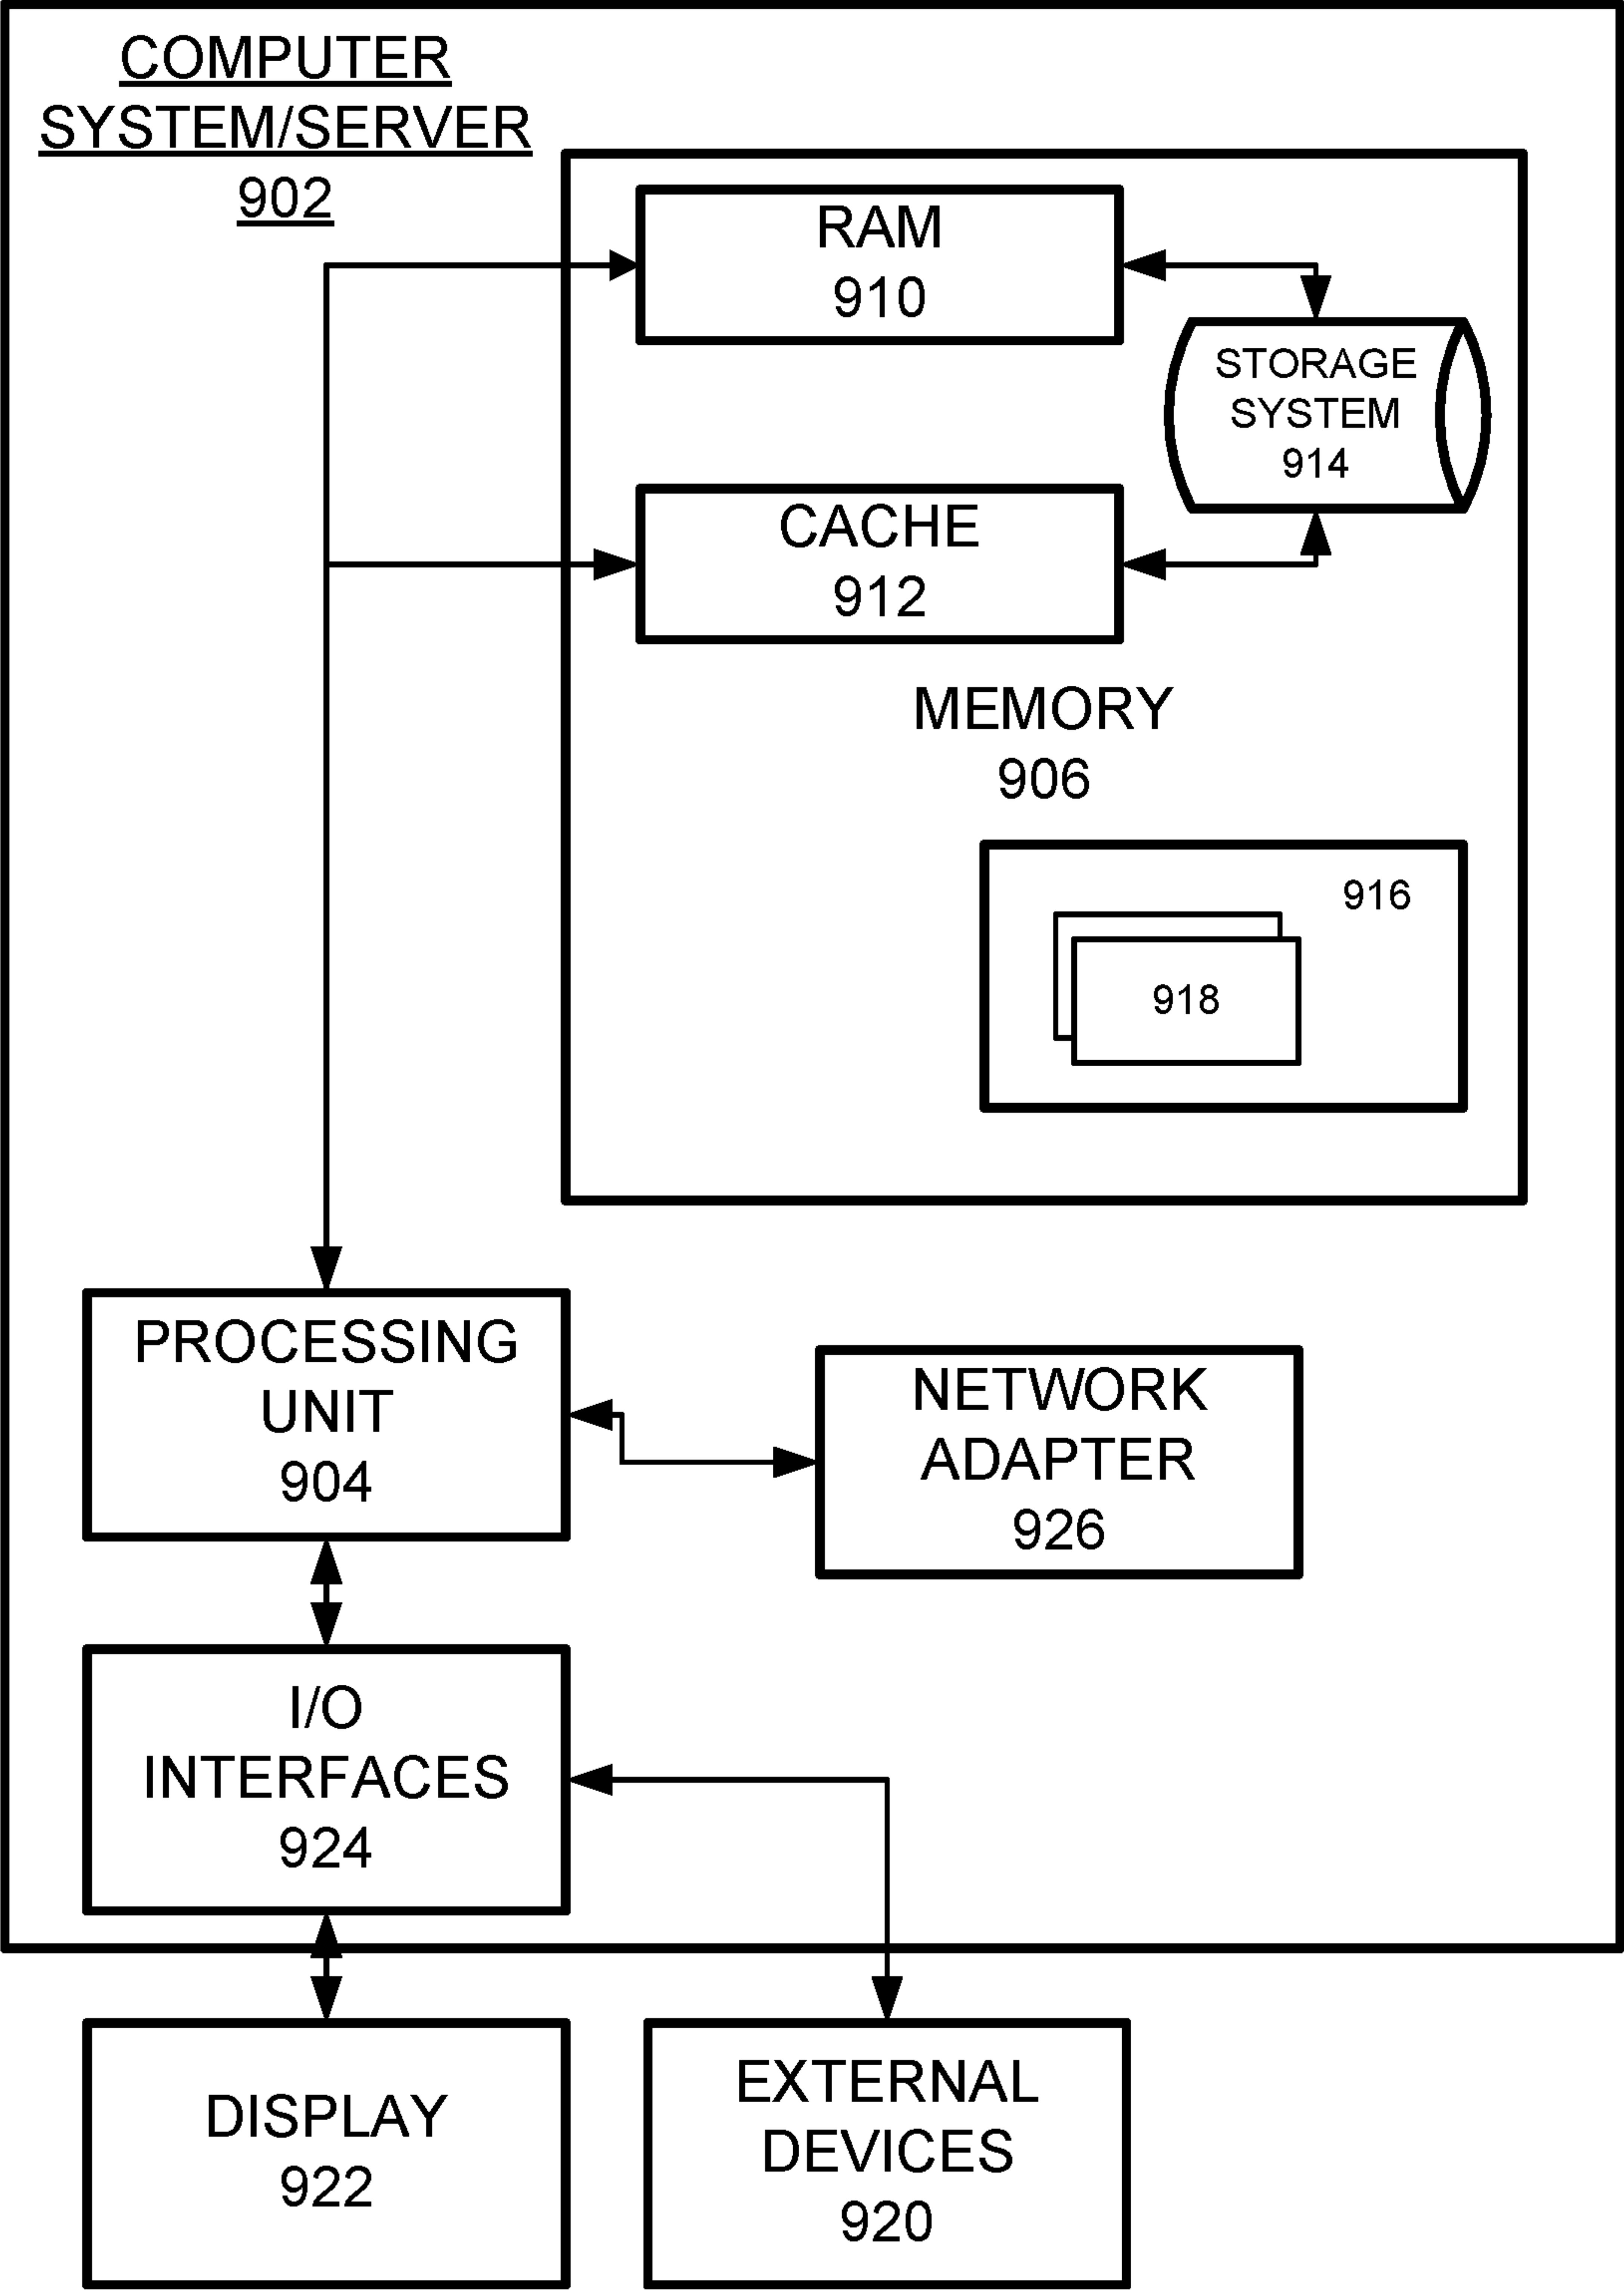 COMPUTER
SYSTEM/SERVER
902
RAM
910
STORAGE
SYSTEM
914
CACHE
912
MEMORY
906
916
918
PROCESSING
UNIT
904
NETWORK
ADAPTER
926
I/O
INTERFACES
924
DISPLAY
922
EXTERNAL
DEVICES
920